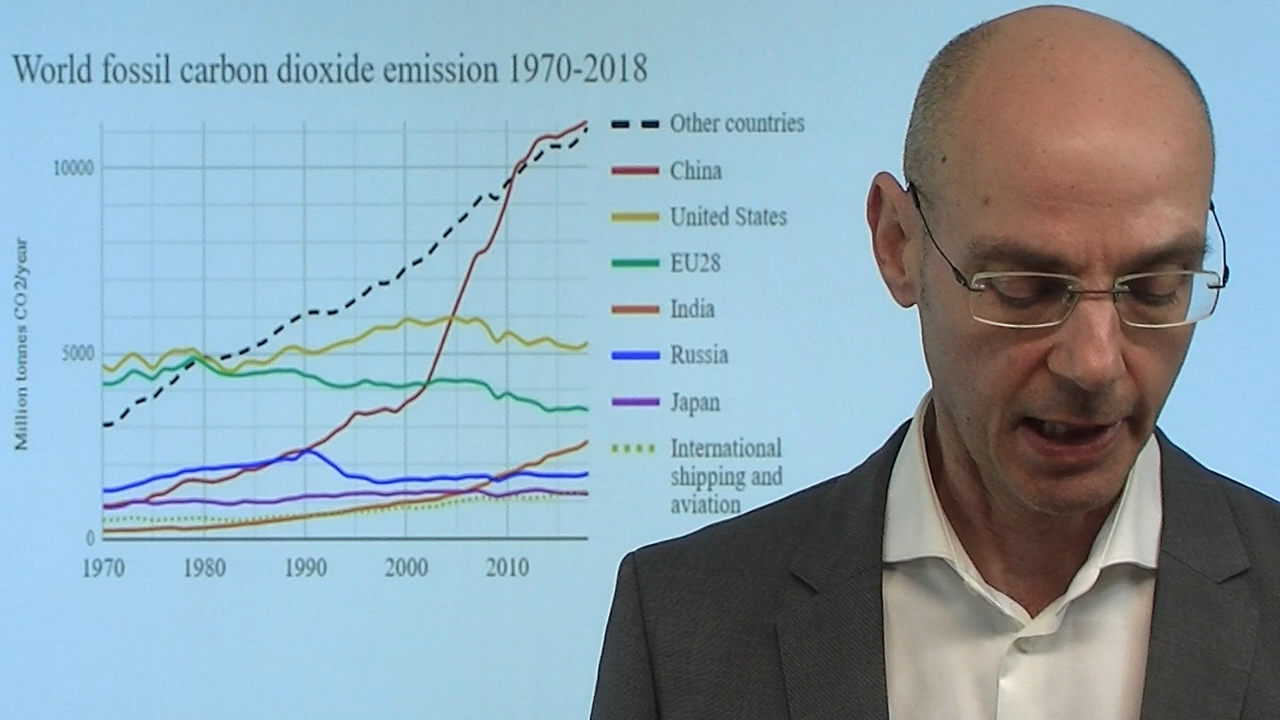 World fossil carbon dioxide emission 1970-2018
Million tonnes CO2/year
10000
5000
0
1970 1980 1990 2000 2010
Other countries
China
United States
EU28
India
Russia
Japan
International
shipping and
aviation